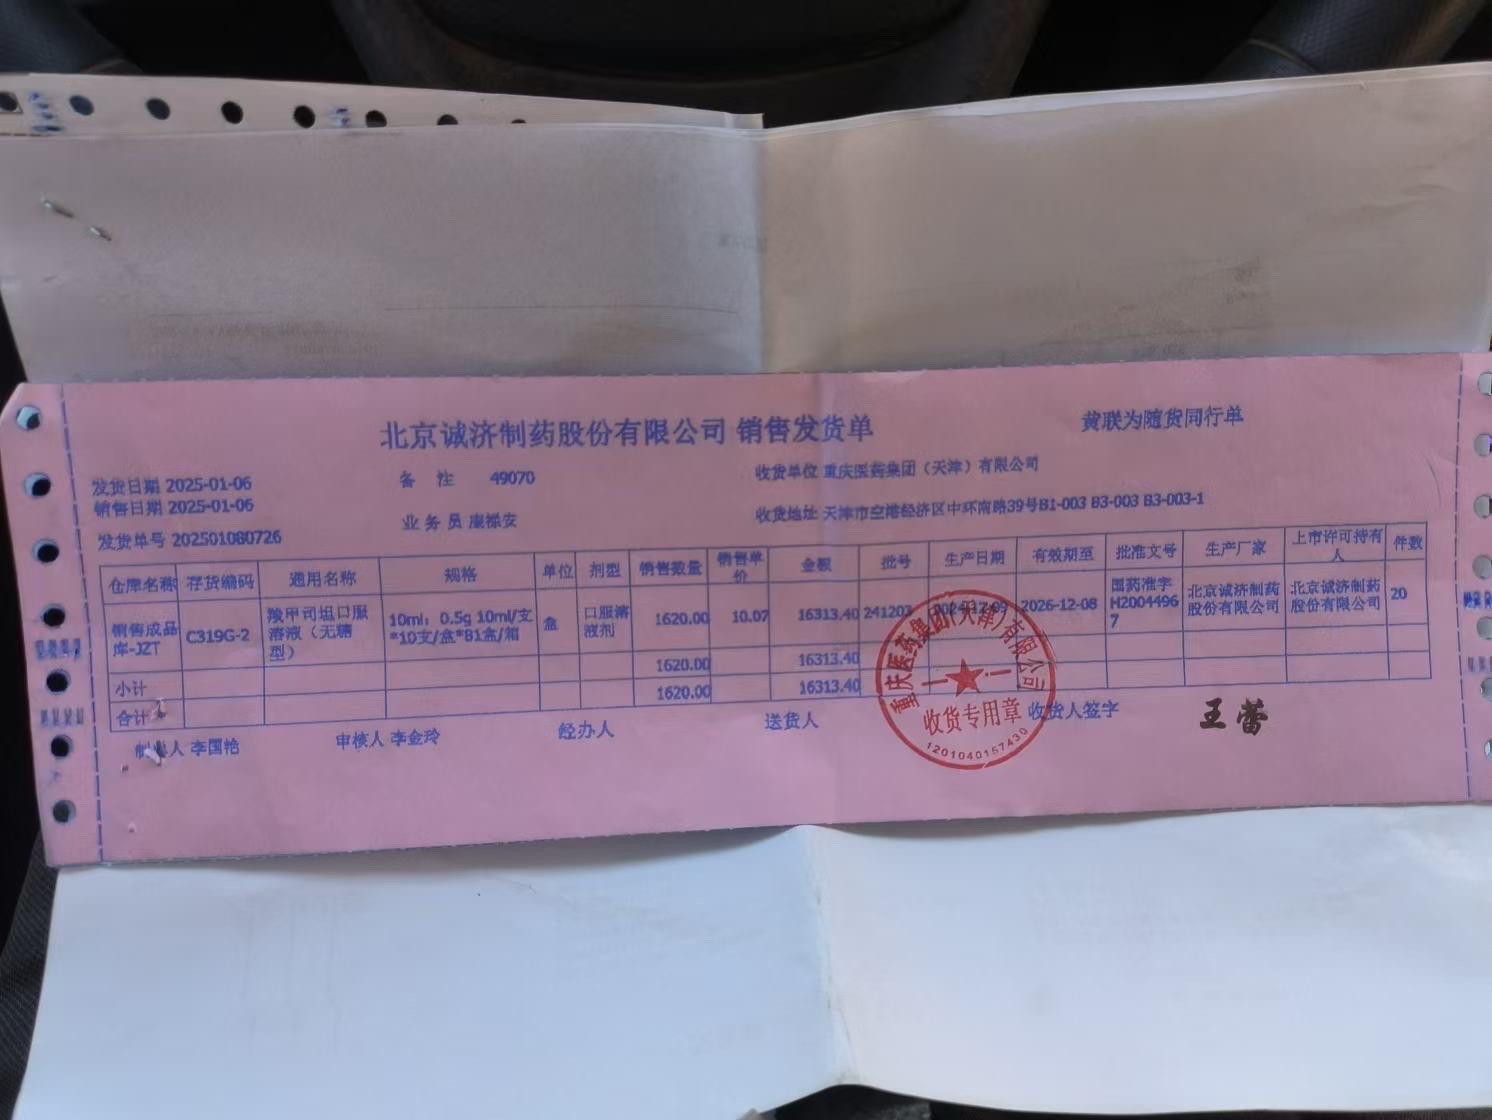 北京诚济制药股份有限公司 销售发货单
黄联为随货同行单
发货日期 2025-01-06
备 注 49070
收货单位 重庆医药集团（天津）有限公司
销售日期 2025-01-06
业务员 康禄安
收货地址 天津市空港经济区中环南路39号B1-003 B3-003 B3-003-1
发货单号 202501080726
仓库名称 存货编码 通用名称 规格 单位 剂型 销售数量 销售单价 金额 批号 生产日期 有效期至 批准文号 生产厂家 上市许可持有人 件数
销售成品库-JZT C319G-2 羧甲司坦口服溶液（无糖型） 10ml：0.5g 10ml/支*10支/盒*81盒/箱 盒 口服溶液剂 1620.00 10.07 16313.40 241203 2024-12-09 2026-12-08 国药准字H20044967 北京诚济制药股份有限公司 北京诚济制药股份有限公司 20
小计 1620.00 16313.40
合计 1620.00 16313.40
制单人 李国艳
审核人 李金玲
经办人
送货人
收货人签字
王蕾
重庆医药集团（天津）有限公司
收货专用章
1201040157430